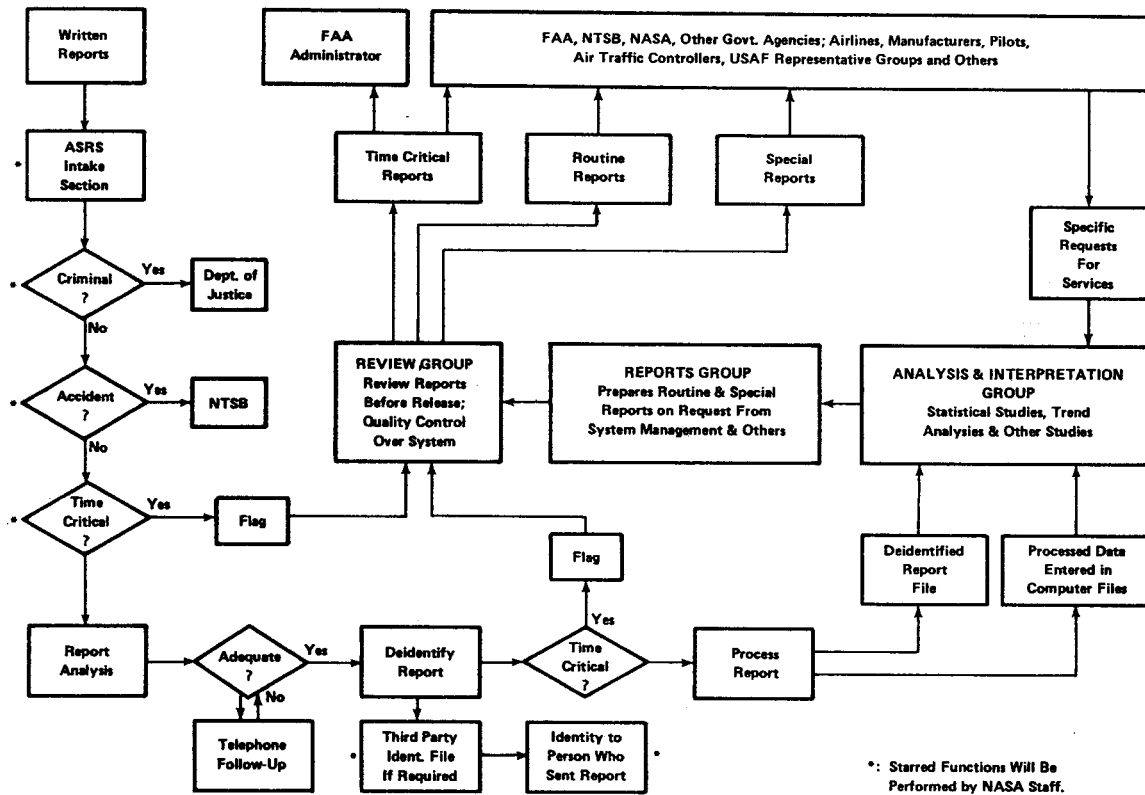 Written
Reports
FAA
Administrator
FAA, NTSB, NASA, Other Govt. Agencies; Airlines, Manufacturers, Pilots,
Air Traffic Controllers, USAF Representative Groups and Others
*
ASRS
Intake
Section
Time Critical
Reports
Routine
Reports
Special
Reports
Specific
Requests
For
Services
*
Criminal
?
Yes
Dept. of
Justice
No
*
Accident
?
Yes
NTSB
No
REVIEW GROUP
Review Reports
Before Release;
Quality Control
Over System
REPORTS GROUP
Prepares Routine & Special
Reports on Request From
System Management & Others
ANALYSIS & INTERPRETATION
GROUP
Statistical Studies, Trend
Analyses & Other Studies
*
Time
Critical
?
Yes
Flag
Flag
Yes
Deidentified
Report
File
Processed Data
Entered in
Computer Files
Report
Analysis
Adequate
?
Yes
No
Deidentify
Report
Time
Critical
?
Process
Report
Telephone
Follow-Up
*
Third Party
Ident. File
If Required
Identity to
Person Who
Sent Report
*
*: Starred Functions Will Be
Performed by NASA Staff.